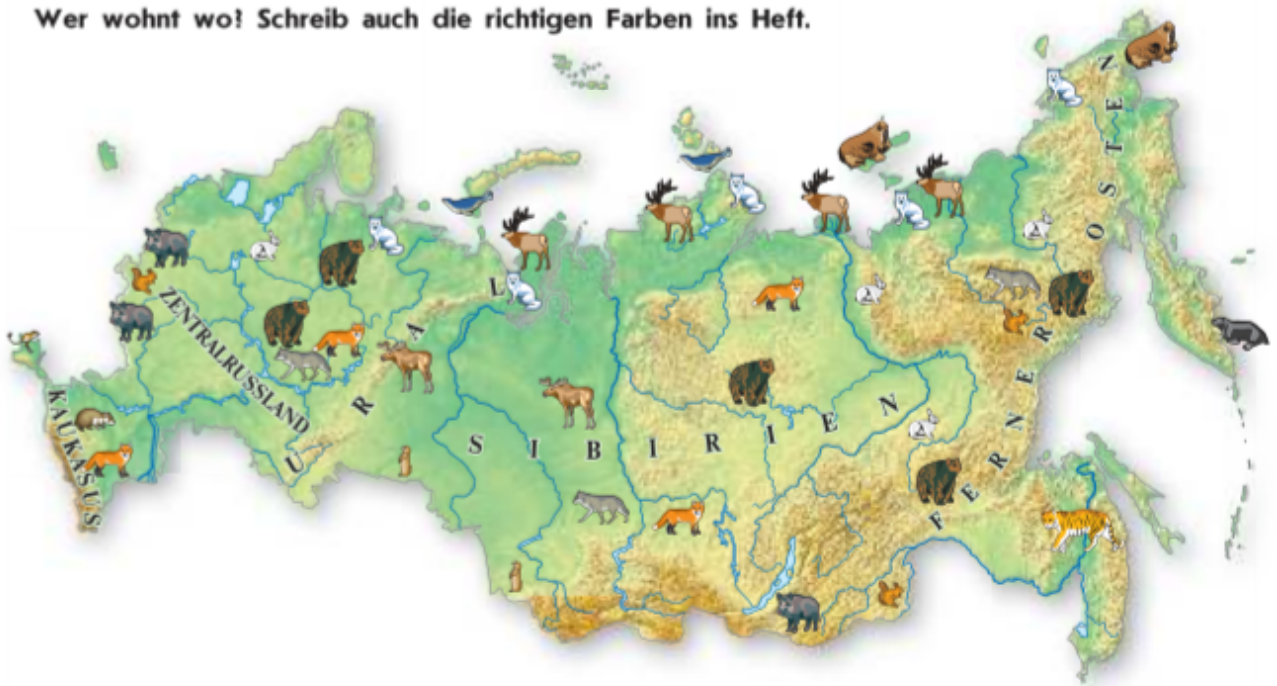 Wer wohnt wo? Schreib auch die richtigen Farben ins Heft.
ZENTRALRUSSLAND
KAUKASUS
URAL
SIBIRIEN
FERNER OSTEN